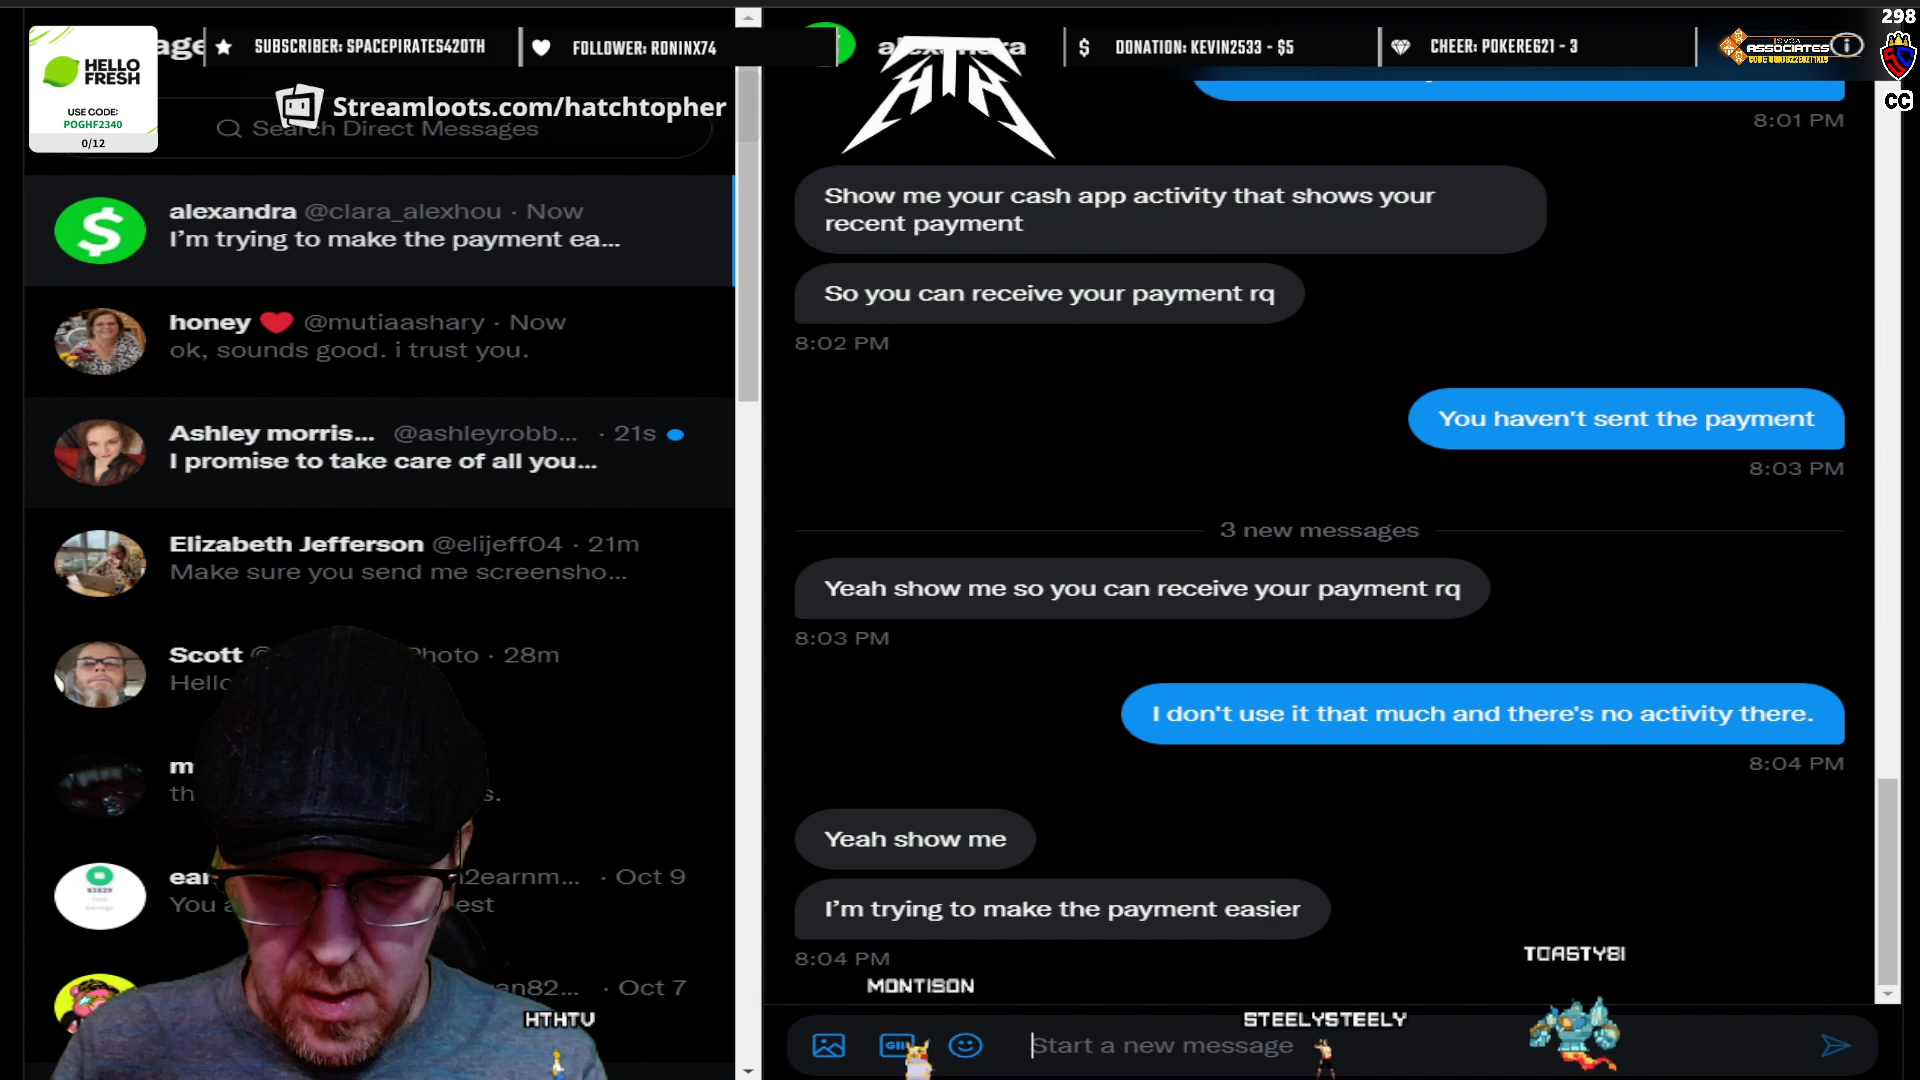 HELLO
FRESH
USE CODE:
POGHF2340
0/12
SUBSCRIBER: SPACEPIRATES420TH
FOLLOWER: RONINX74
DONATION: KEVIN2533 - $5
CHEER: POKERE621 - 3
ASSOCIATES
298
CC
Streamloots.com/hatchtopher
Search Direct Messages
alexandra @clara_alexhou · Now
I'm trying to make the payment ea...
honey ❤️ @mutiaashary · Now
ok, sounds good. i trust you.
Ashley morris... @ashleyrobb... · 21s
I promise to take care of all you...
Elizabeth Jefferson @elijeff04 · 21m
Make sure you send me screensho...
Scott · 28m
· Oct 9
You
· Oct 7
HTHTV
alexandra
8:01 PM
Show me your cash app activity that shows your
recent payment
So you can receive your payment rq
8:02 PM
You haven't sent the payment
8:03 PM
3 new messages
Yeah show me so you can receive your payment rq
8:03 PM
I don't use it that much and there's no activity there.
8:04 PM
Yeah show me
I'm trying to make the payment easier
8:04 PM
MONTISON
TOASTY81
STEELYSTEELY
GIF
Start a new message